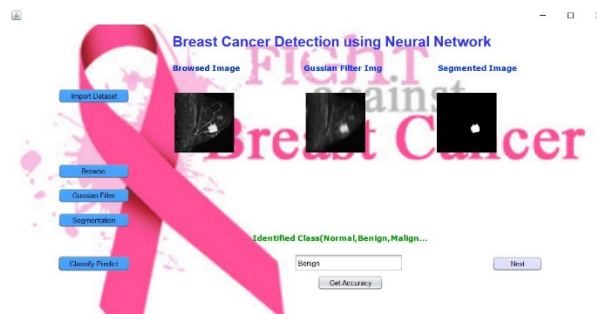 Breast Cancer Detection using Neural Network
Browsed Image
Gussian Filter Img
Segmented Image
FIGHT
against
Breast Cancer
Import Dataset
Browse
Gussian Filter
Segmentation
Identified Class(Normal,Benign,Malign...
Classify Predict
Benign
Next
Get Accuracy